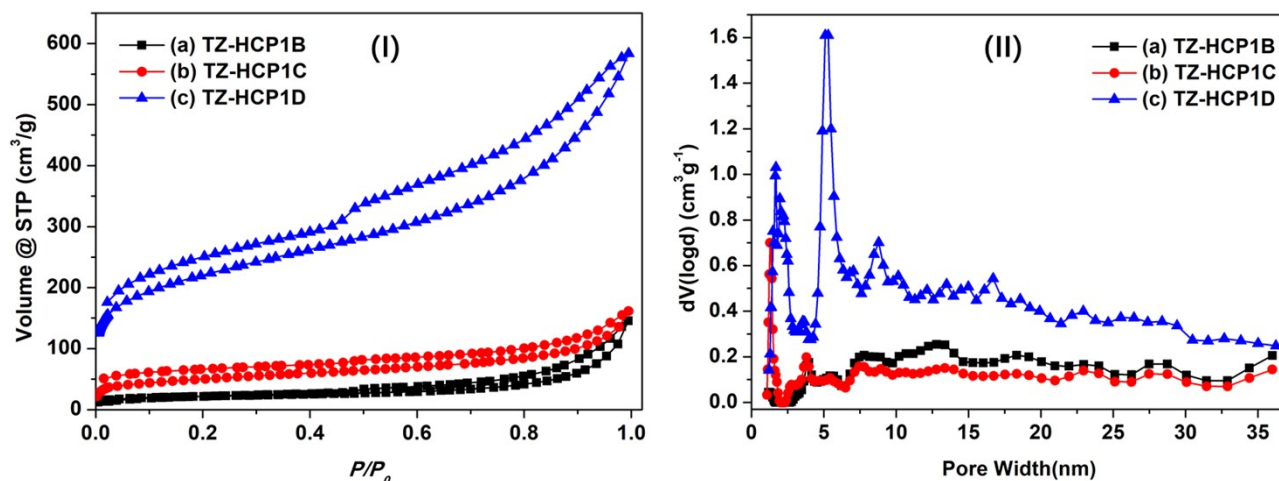 (I)
(a) TZ-HCP1B
(b) TZ-HCP1C
(c) TZ-HCP1D
Volume @ STP (cm³/g)
600
500
400
300
200
100
0
0.0 0.2 0.4 0.6 0.8 1.0
P/P₀
(II)
(a) TZ-HCP1B
(b) TZ-HCP1C
(c) TZ-HCP1D
dV(logd) (cm³g⁻¹)
1.6
1.4
1.2
1.0
0.8
0.6
0.4
0.2
0.0
0 5 10 15 20 25 30 35
Pore Width(nm)